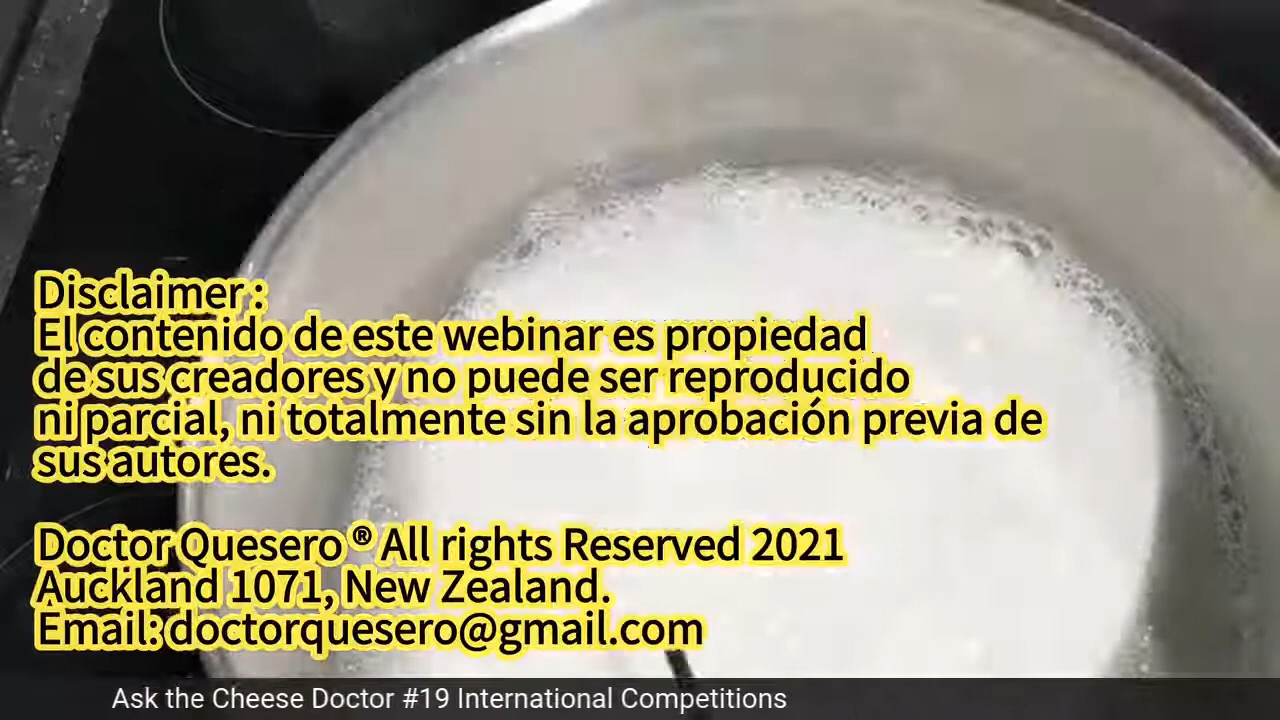 Disclaimer :
El contenido de este webinar es propiedad
de sus creadores y no puede ser reproducido
ni parcial, ni totalmente sin la aprobación previa de
sus autores.
Doctor Quesero ® All rights Reserved 2021
Auckland 1071, New Zealand.
Email: doctorquesero@gmail.com
Ask the Cheese Doctor #19 International Competitions